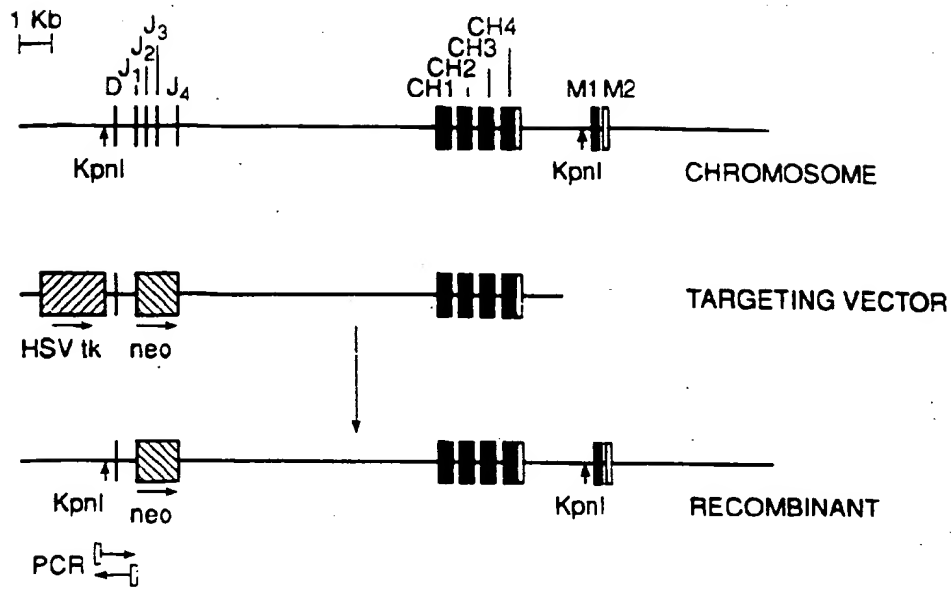 1 Kb
D J1 J2 J3 J4
CH1 CH2 CH3 CH4
M1 M2
KpnI
KpnI
CHROMOSOME
TARGETING VECTOR
HSV tk
neo
KpnI
neo
KpnI
RECOMBINANT
PCR